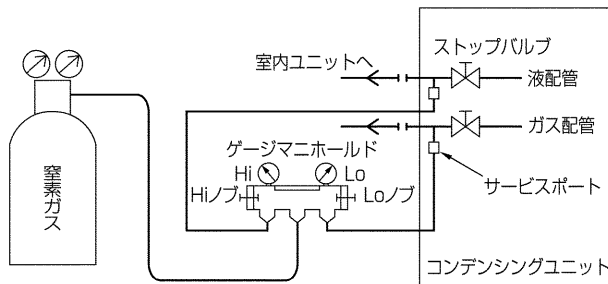 ストップバルブ
室内ユニットへ
液配管
ガス配管
ゲージマニホールド
Hi
Lo
Hiノブ
Loノブ
サービスポート
窒素ガス
コンデンシングユニット